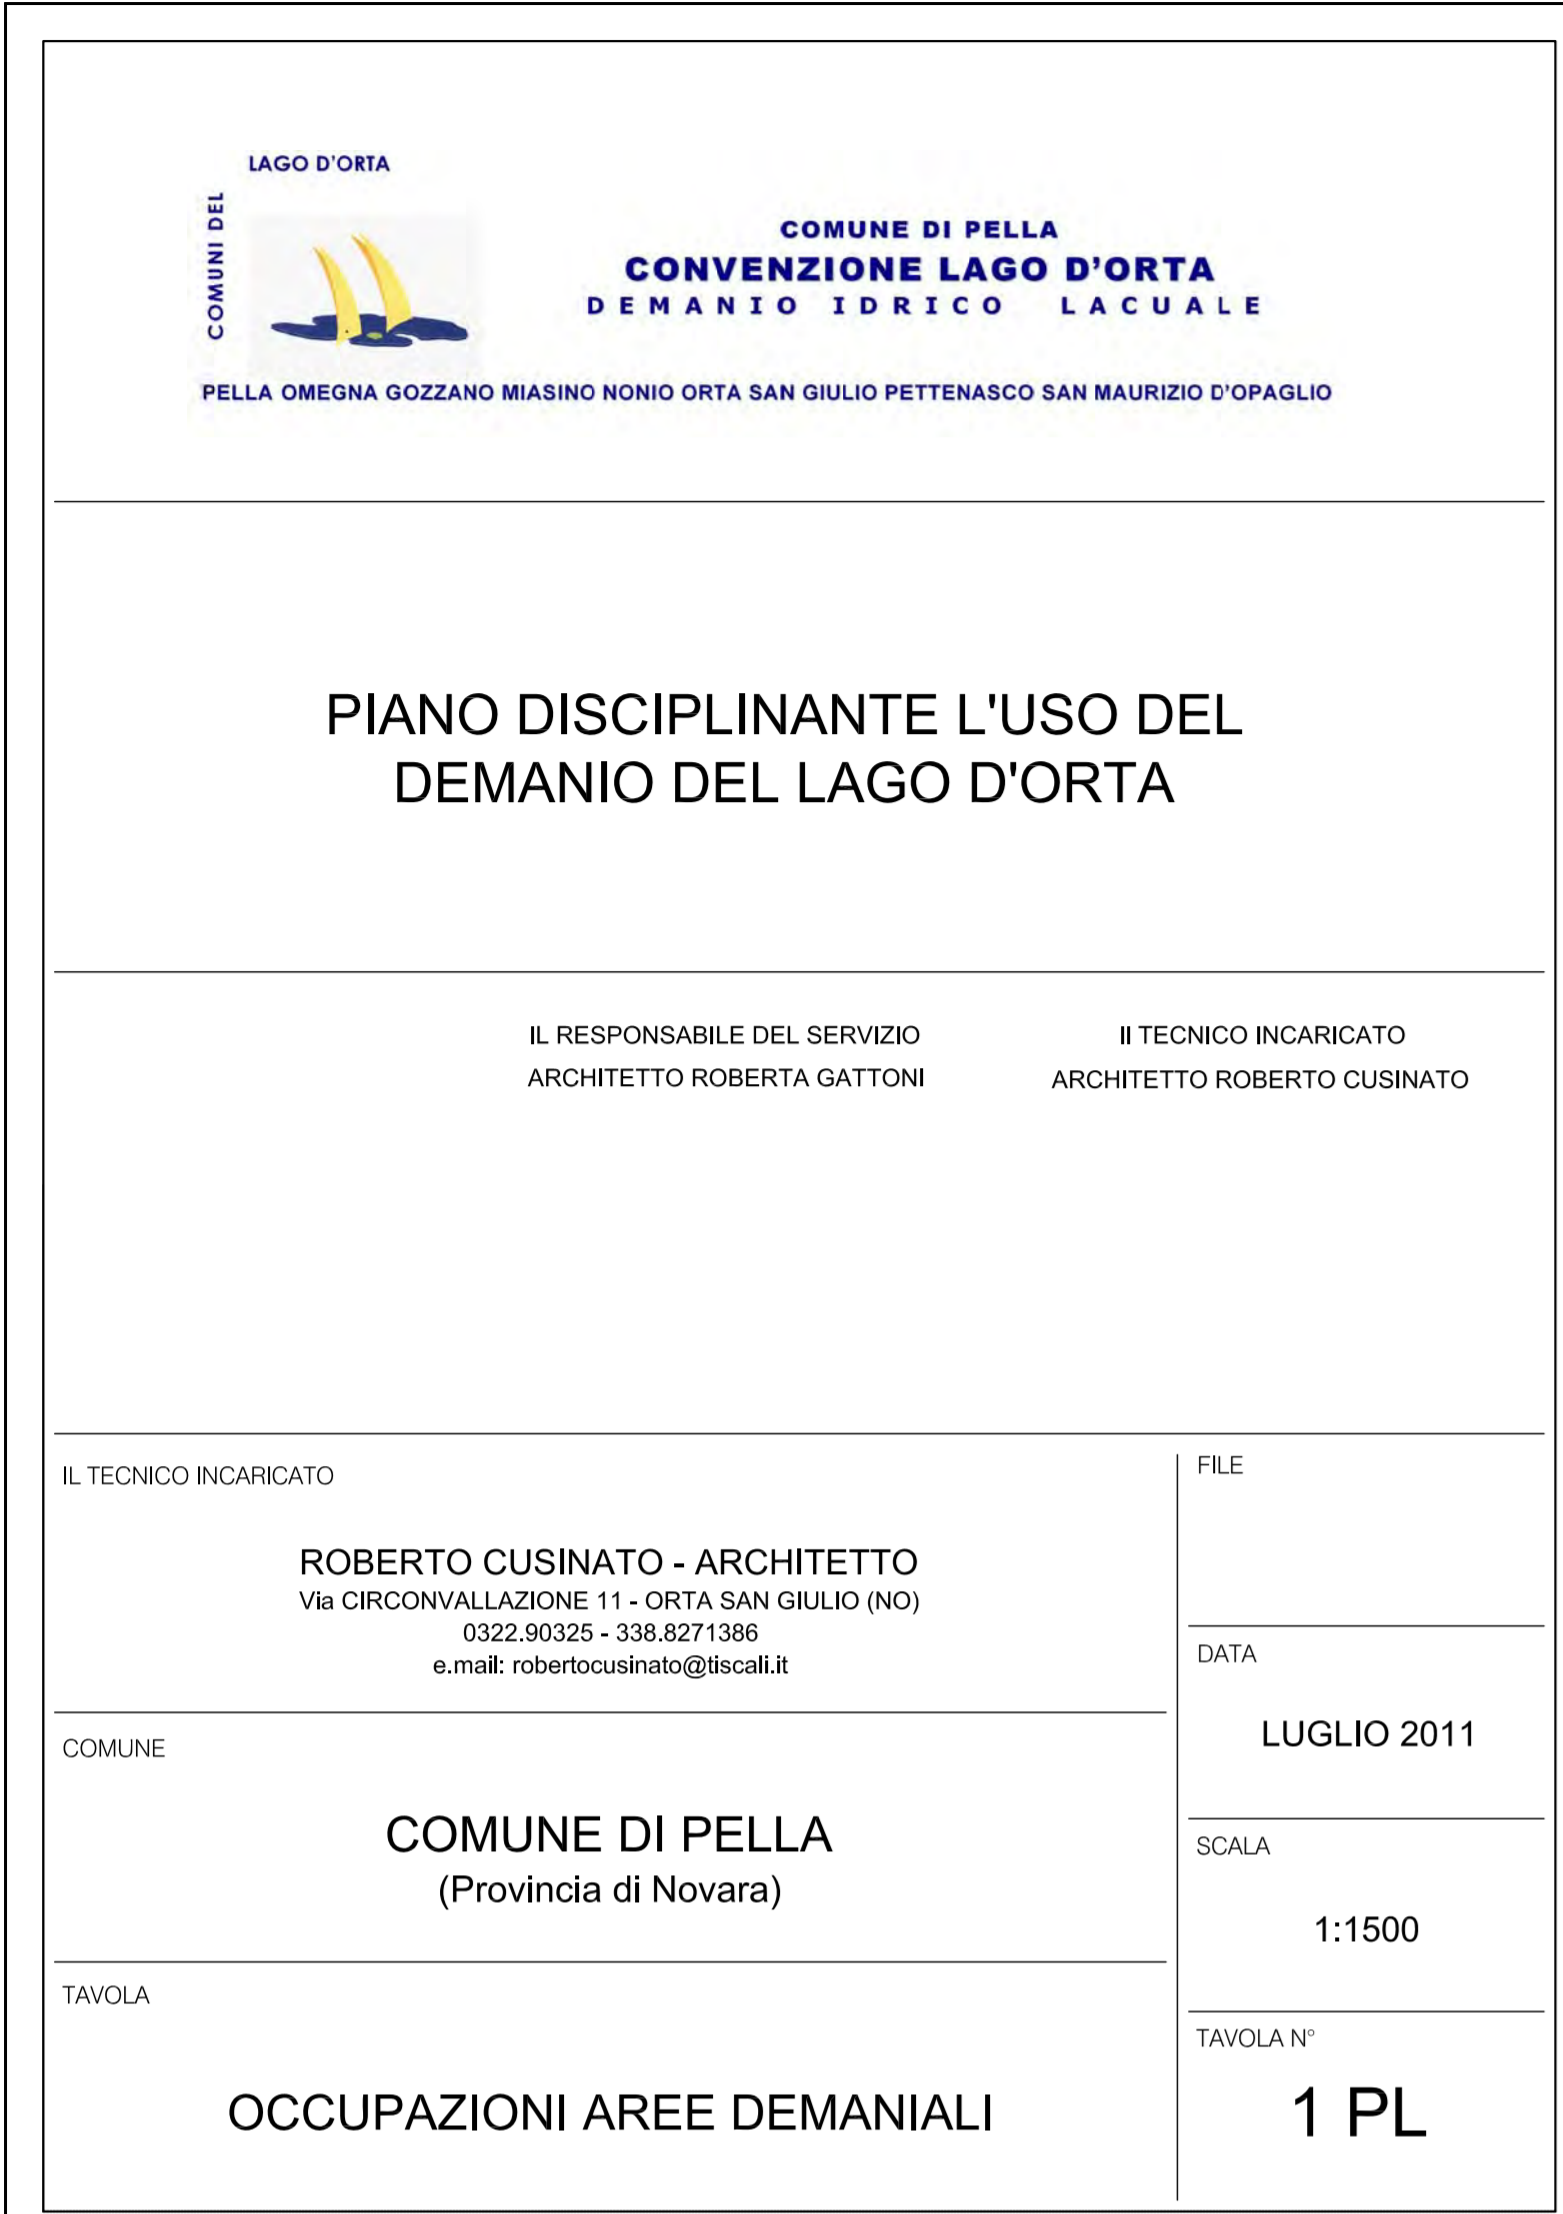 LAGO D'ORTA
COMUNI DEL
COMUNE DI PELLA
CONVENZIONE LAGO D'ORTA
DEMANIO IDRICO LACUALE
PELLA OMEGNA GOZZANO MIASINO NONIO ORTA SAN GIULIO PETTENASCO SAN MAURIZIO D'OPAGLIO
PIANO DISCIPLINANTE L'USO DEL
DEMANIO DEL LAGO D'ORTA
IL RESPONSABILE DEL SERVIZIO
ARCHITETTO ROBERTA GATTONI
Il TECNICO INCARICATO
ARCHITETTO ROBERTO CUSINATO
IL TECNICO INCARICATO
ROBERTO CUSINATO - ARCHITETTO
Via CIRCONVALLAZIONE 11 - ORTA SAN GIULIO (NO)
0322.90325 - 338.8271386
e.mail: robertocusinato@tiscali.it
COMUNE
COMUNE DI PELLA
(Provincia di Novara)
TAVOLA
OCCUPAZIONI AREE DEMANIALI
FILE
DATA
LUGLIO 2011
SCALA
1:1500
TAVOLA N°
1 PL